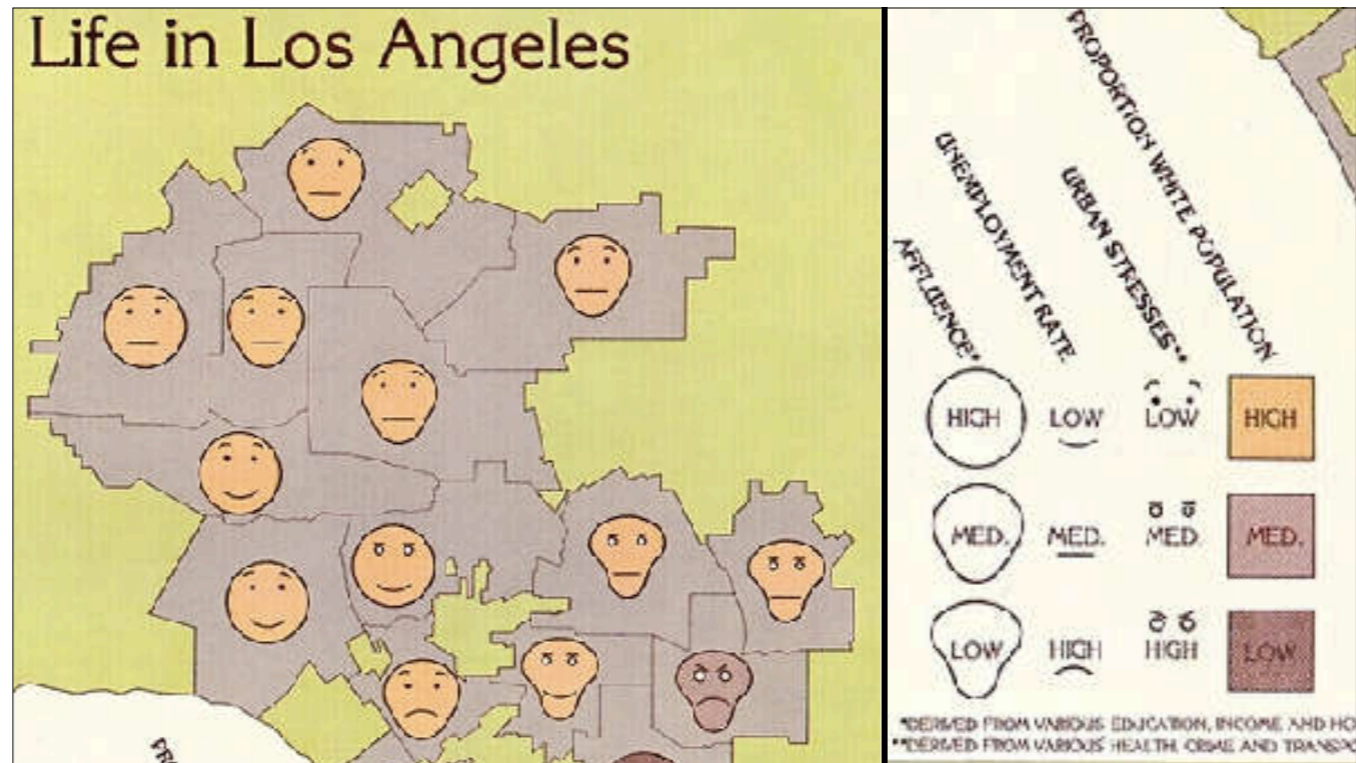 Life in Los Angeles
PROPORTION WHITE POPULATION
UNEMPLOYMENT RATE
URBAN STRESSES**
AFFLUENCE*
HIGH LOW LOW HIGH
MED. MED. MED. MED.
LOW HIGH HIGH LOW
*DERIVED FROM VARIOUS EDUCATION, INCOME AND HO
**DERIVED FROM VARIOUS HEALTH, CRIME AND TRANSPO
PRO